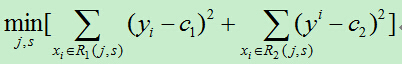 min[ ∑ (y_i − c_1)² + ∑ (y^i − c_2)² ]↵
j,s x_i∈R_1(j,s) x_i∈R_2(j,s)